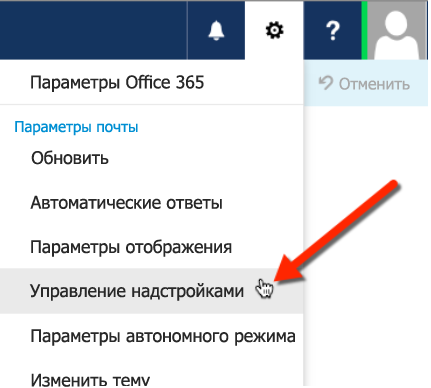 ?
Параметры Office 365
Отменить
Параметры почты
Обновить
Автоматические ответы
Параметры отображения
Управление надстройками
Параметры автономного режима
Изменить тему